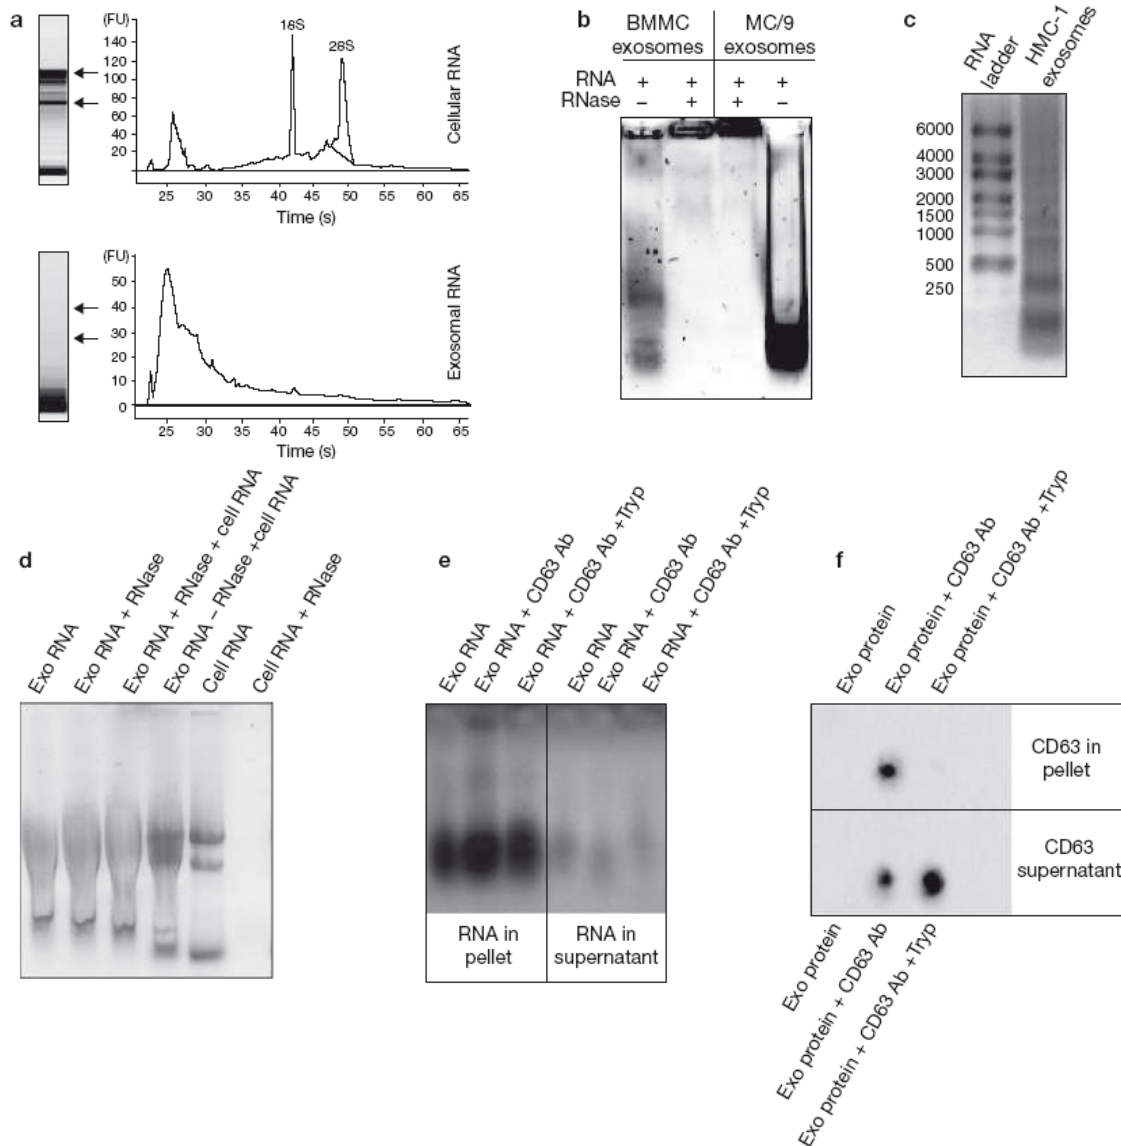 a
(FU)
140
120
100
80
60
40
20
18S
28S
Cellular RNA
25 30 35 40 45 50 55 60 65
Time (s)
(FU)
50
40
30
20
10
0
Exosomal RNA
25 30 35 40 45 50 55 60 65
Time (s)
b
BMMC MC/9
exosomes exosomes
RNA + + + +
RNase – + + –
c
RNA
ladder
HMC-1
exosomes
6000
4000
3000
2000
1500
1000
500
250
d
Exo RNA
Exo RNA + RNase
Exo RNA + RNase + cell RNA
Exo RNA – RNase +cell RNA
Cell RNA
Cell RNA + RNase
e
Exo RNA
Exo RNA + CD63 Ab
Exo RNA + CD63 Ab +Tryp
Exo RNA
Exo RNA + CD63 Ab
Exo RNA + CD63 Ab +Tryp
RNA in
pellet
RNA in
supernatant
f
Exo protein
Exo protein + CD63 Ab
Exo protein + CD63 Ab +Tryp
CD63 in
pellet
CD63
supernatant
Exo protein
Exo protein + CD63 Ab
Exo protein + CD63 Ab +Tryp